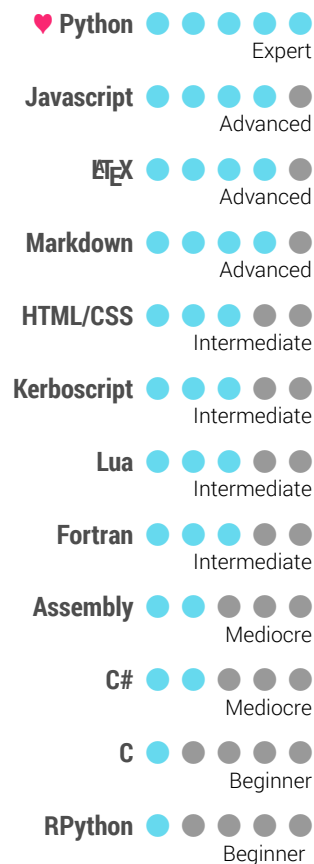 ♥ Python
Expert
Javascript
Advanced
LATEX
Advanced
Markdown
Advanced
HTML/CSS
Intermediate
Kerboscript
Intermediate
Lua
Intermediate
Fortran
Intermediate
Assembly
Mediocre
C#
Mediocre
C
Beginner
RPython
Beginner